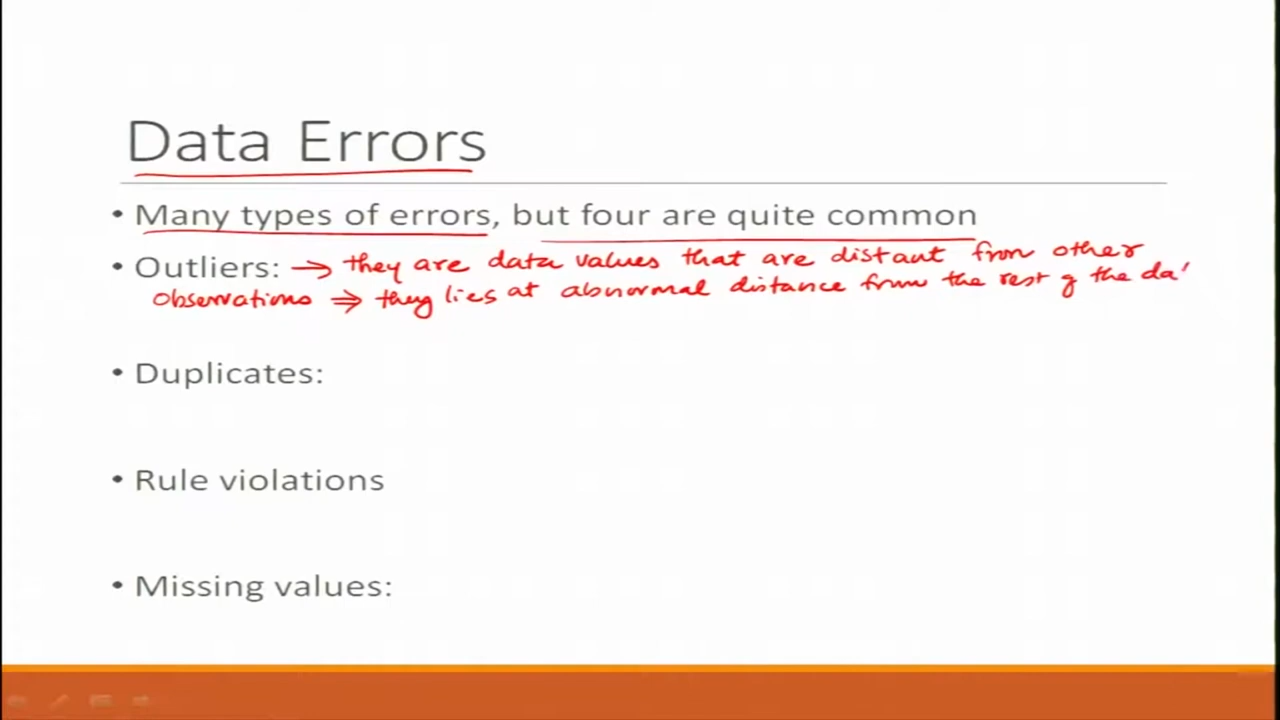 Data Errors
• Many types of errors, but four are quite common
• Outliers: → they are data values that are distant from other
observations ⇒ they lies at abnormal distance from the rest of the da
• Duplicates:
• Rule violations
• Missing values: